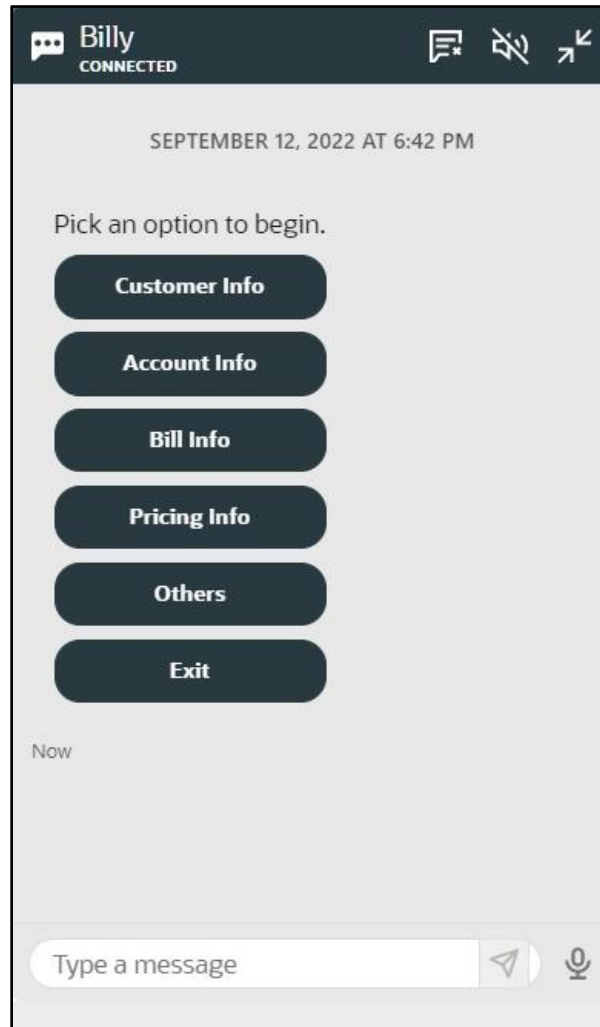 Billy
CONNECTED
SEPTEMBER 12, 2022 AT 6:42 PM
Pick an option to begin.
Customer Info
Account Info
Bill Info
Pricing Info
Others
Exit
Now
Type a message